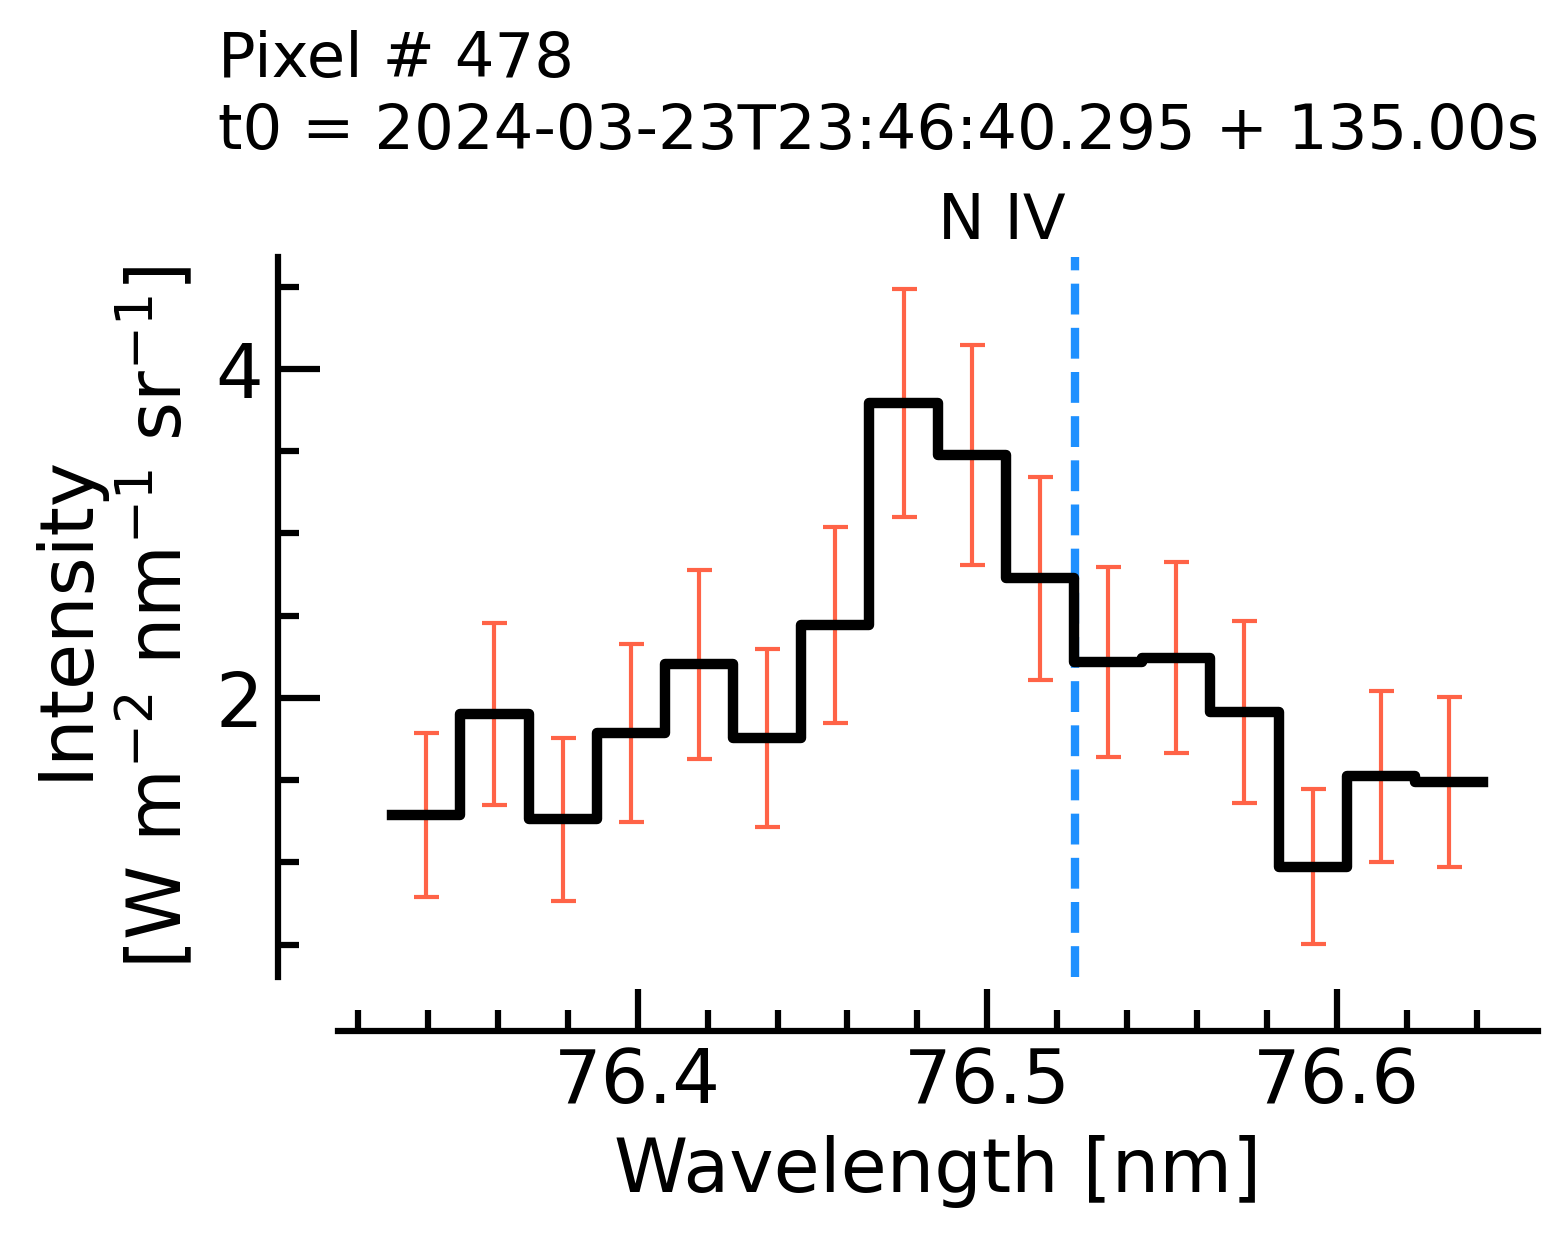 Pixel # 478
t0 = 2024-03-23T23:46:40.295 + 135.00s
N IV
Intensity
[W m⁻² nm⁻¹ sr⁻¹]
4
2
76.4 76.5 76.6
Wavelength [nm]